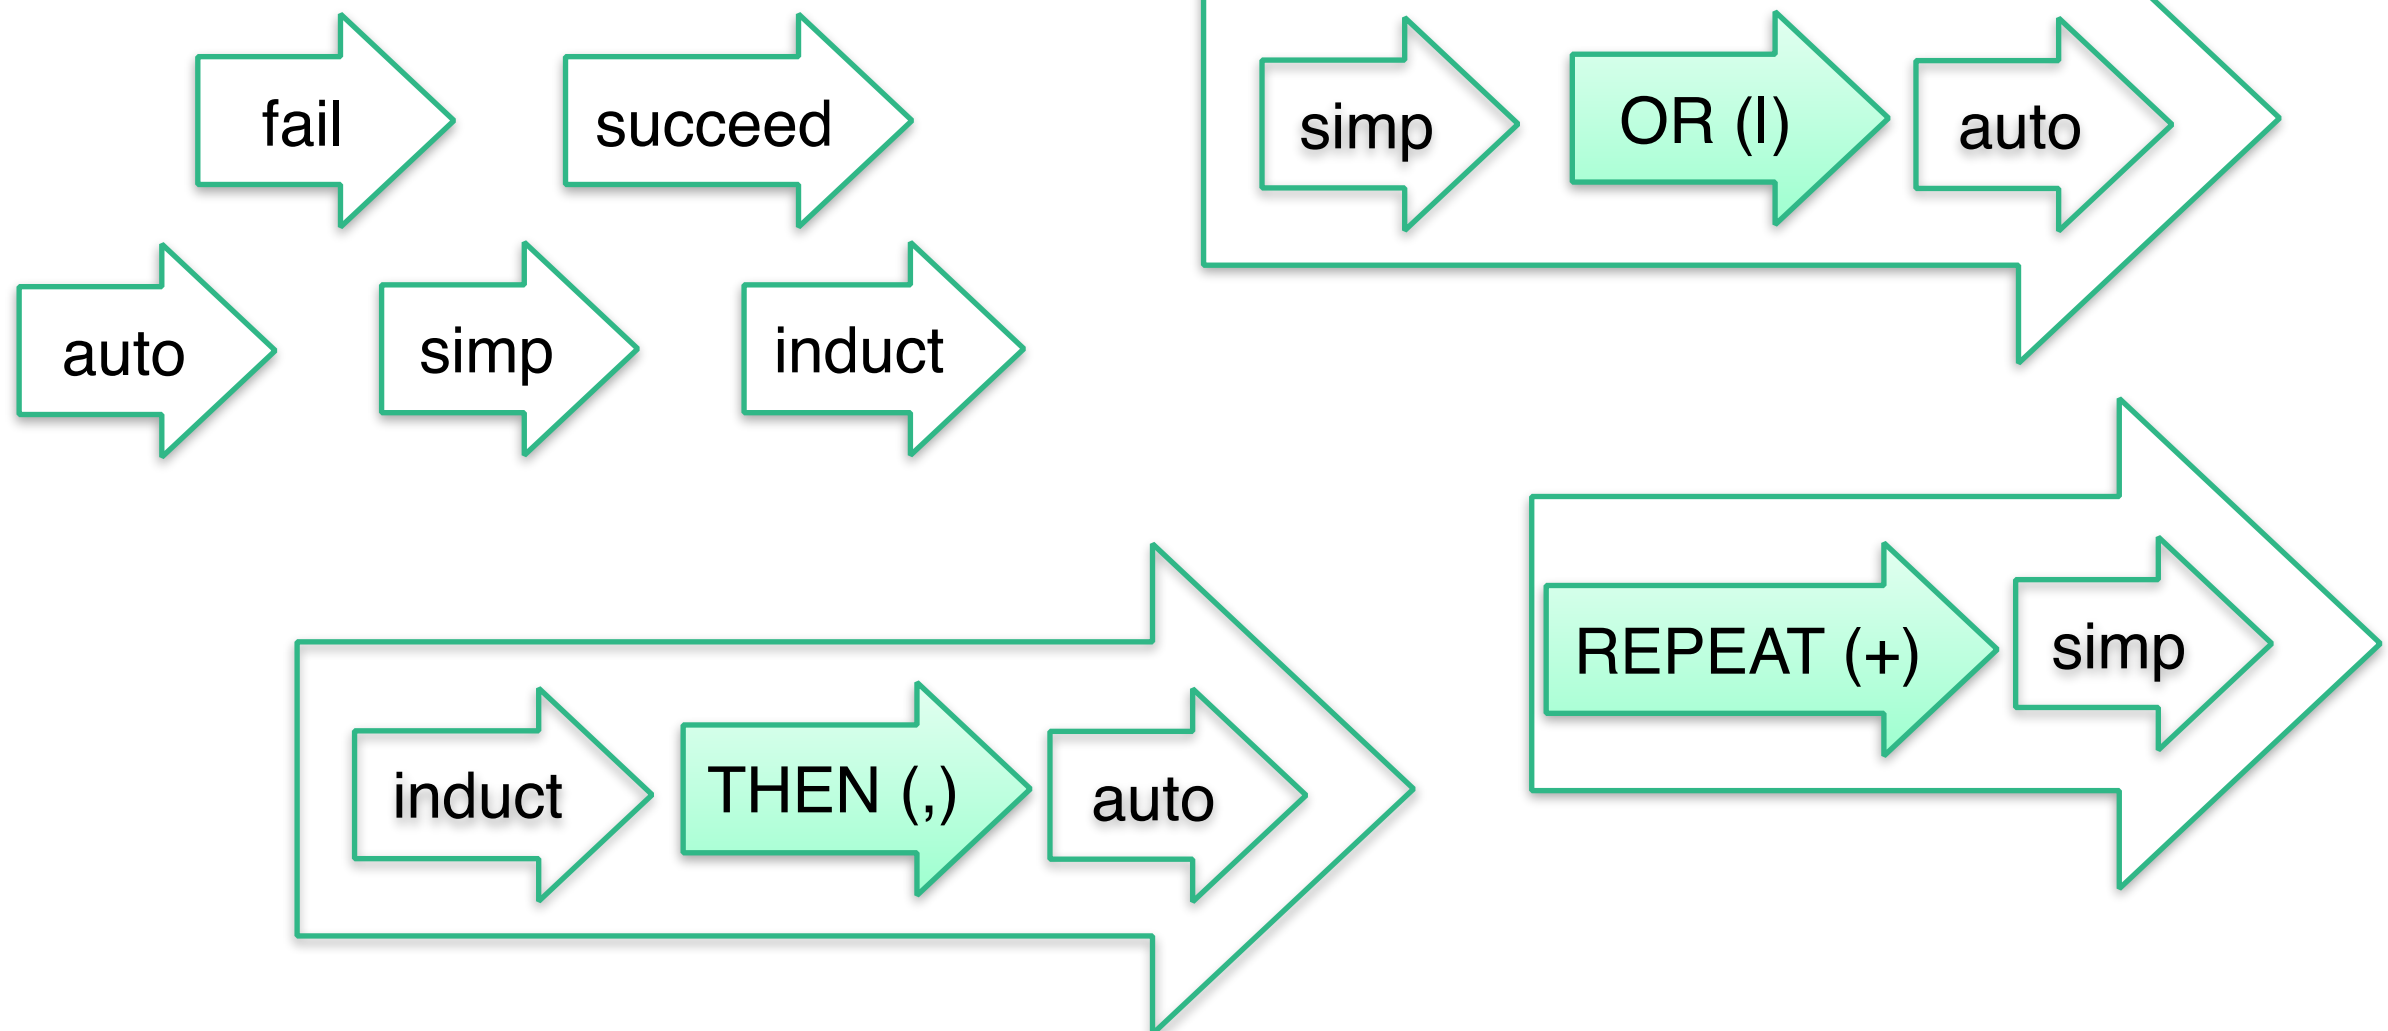 fail
succeed
simp
OR (|)
auto
auto
simp
induct
REPEAT (+)
simp
induct
THEN (,)
auto